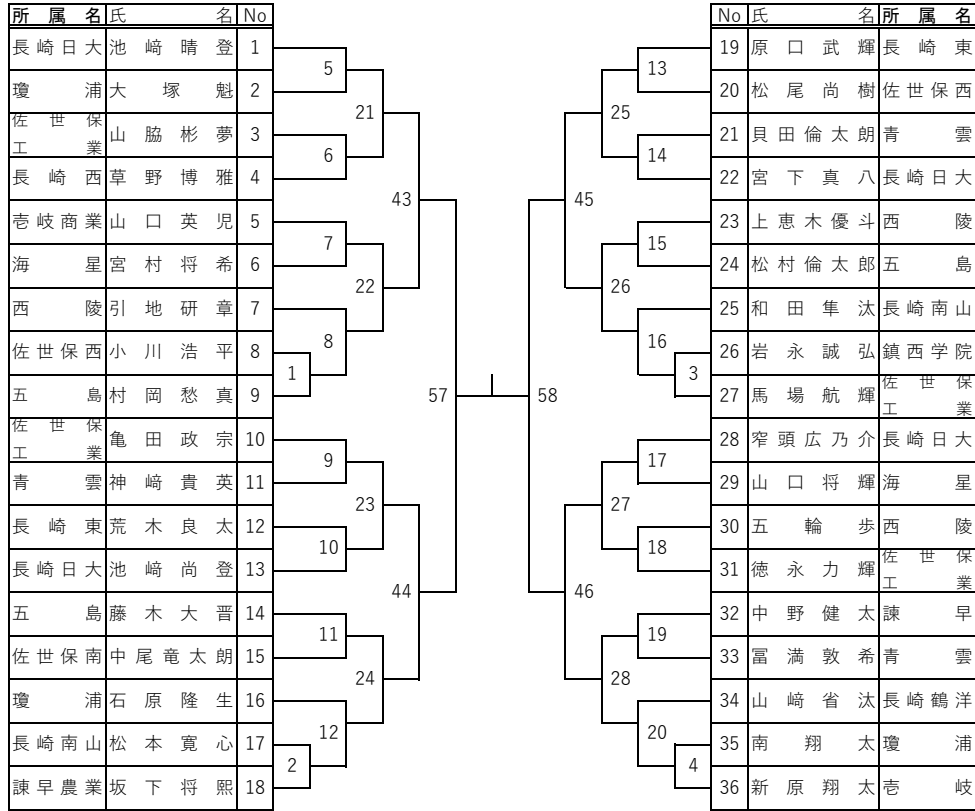 所属名 氏名 No
長崎日大 池﨑晴登 1
瓊浦 大塚魁 2
佐世保工業 山脇彬夢 3
長崎西 草野博雅 4
壱岐商業 山口英児 5
海星 宮村将希 6
西陵 引地研章 7
佐世保西 小川浩平 8
五島 村岡愁真 9
佐世保工業 亀田政宗 10
青雲 神﨑貴英 11
長崎東 荒木良太 12
長崎日大 池﨑尚登 13
五島 藤木大晋 14
佐世保南 中尾竜太朗 15
瓊浦 石原隆生 16
長崎南山 松本寛心 17
諫早農業 坂下将熙 18
5
6
7
8
1
9
10
11
12
2
21
22
23
24
43
44
57
58
45
46
25
26
27
28
13
14
15
16
3
17
18
19
20
4
No 氏名 所属名
19 原口武輝 長崎東
20 松尾尚樹 佐世保西
21 貝田倫太朗 青雲
22 宮下真八 長崎日大
23 上恵木優斗 西陵
24 松村倫太郎 五島
25 和田隼汰 長崎南山
26 岩永誠弘 鎮西学院
27 馬場航輝 佐世保工業
28 窄頭広乃介 長崎日大
29 山口将輝 海星
30 五輪歩 西陵
31 徳永力輝 佐世保工業
32 中野健太 諫早
33 冨満敦希 青雲
34 山﨑省汰 長崎鶴洋
35 南翔太 瓊浦
36 新原翔太 壱岐